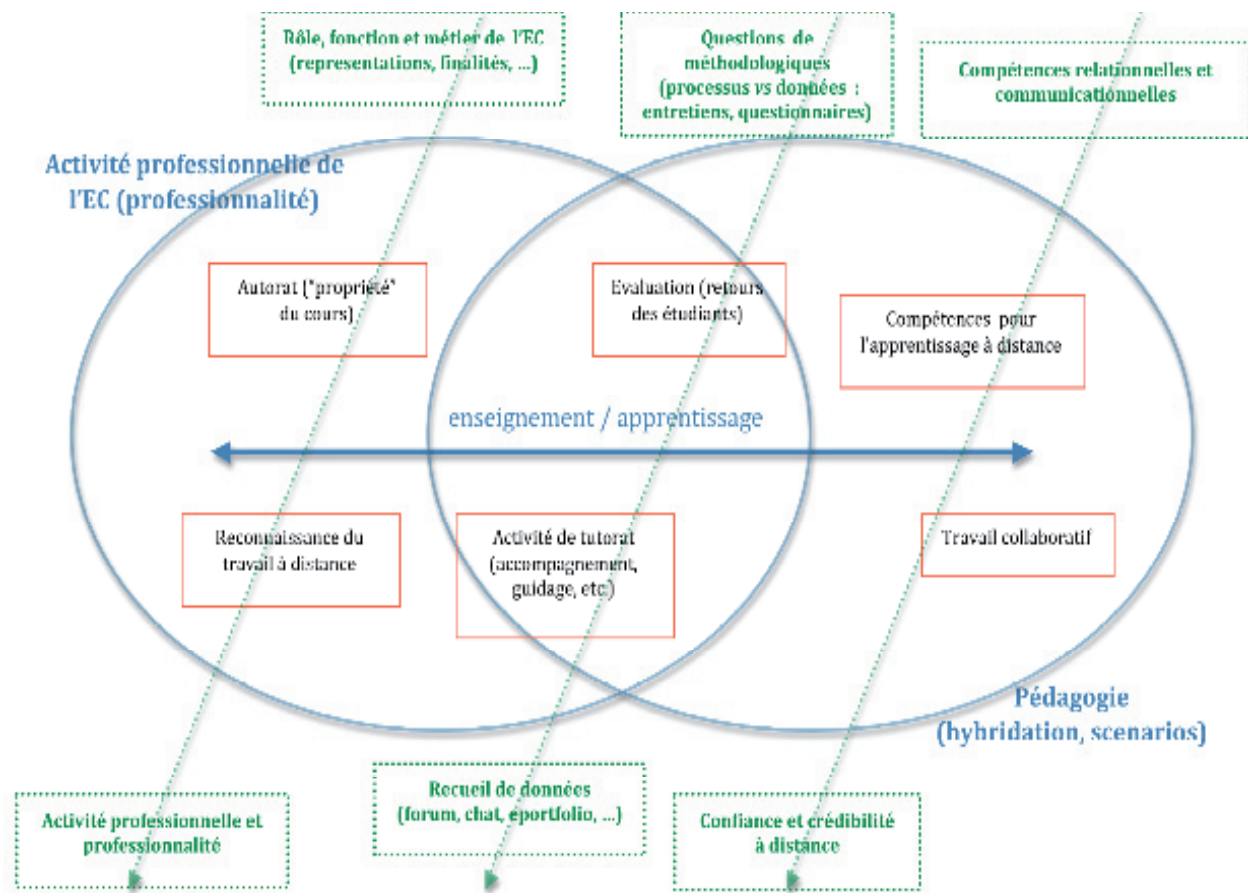 Rôle, fonction et métier de l'EC
(representations, finalités, ...)
Questions de
méthodologiques
(processus vs données :
entretiens, questionnaires)
Compétences relationnelles et
communicationnelles
Activité professionnelle de
l'EC (professionnalité)
Autorat ("propriété"
du cours)
Evaluation (retours
des étudiants)
Compétences pour
l'apprentissage à distance
enseignement / apprentissage
Reconnaissance du
travail à distance
Activité de tutorat
(accompagnement,
guidage, etc.)
Travail collaboratif
Pédagogie
(hybridation, scenarios)
Activité professionnelle et
professionnalité
Recueil de données
(forum, chat, eportfolio, ...)
Confiance et crédibilité
à distance